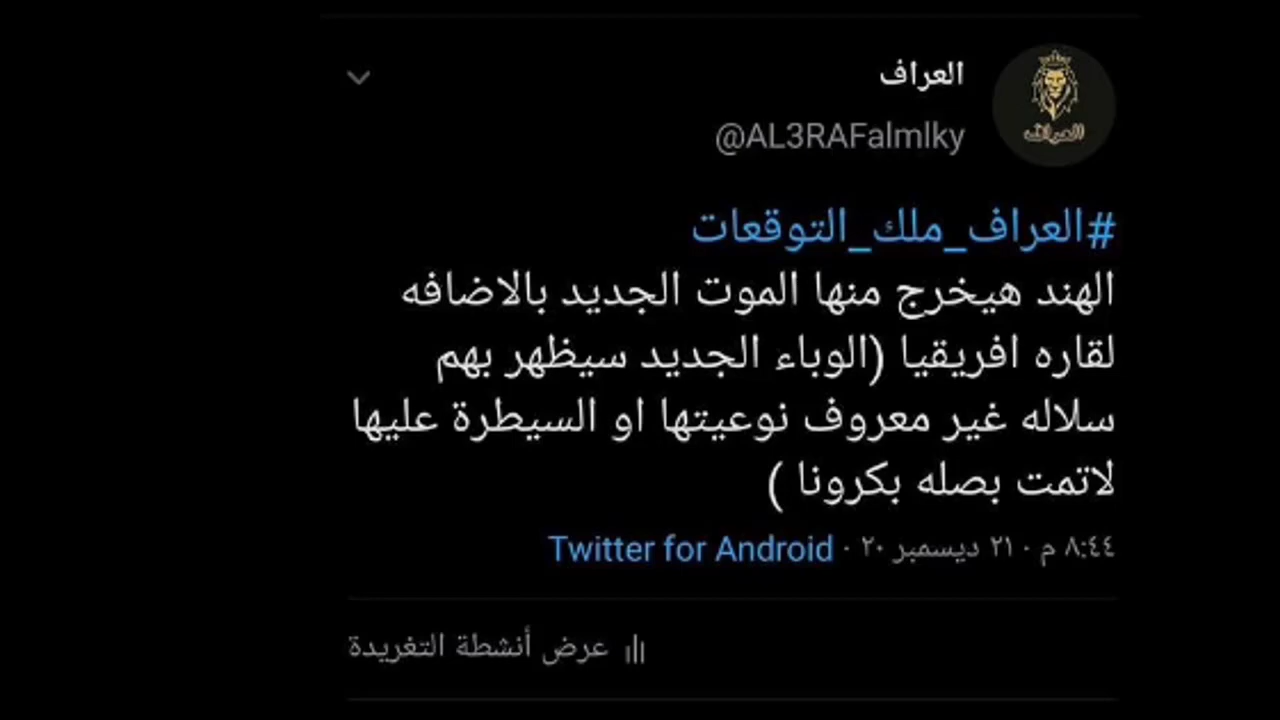 العراف
@AL3RAFalmlky
العراف
#العراف_ملك_التوقعات
الهند هيخرج منها الموت الجديد بالاضافه
لقاره افريقيا (الوباء الجديد سيظهر بهم
سلاله غير معروف نوعيتها او السيطرة عليها
لاتمت بصله بكرونا )
٨:٤٤ م · ٢١ ديسمبر ٢٠ · Twitter for Android
عرض أنشطة التغريدة